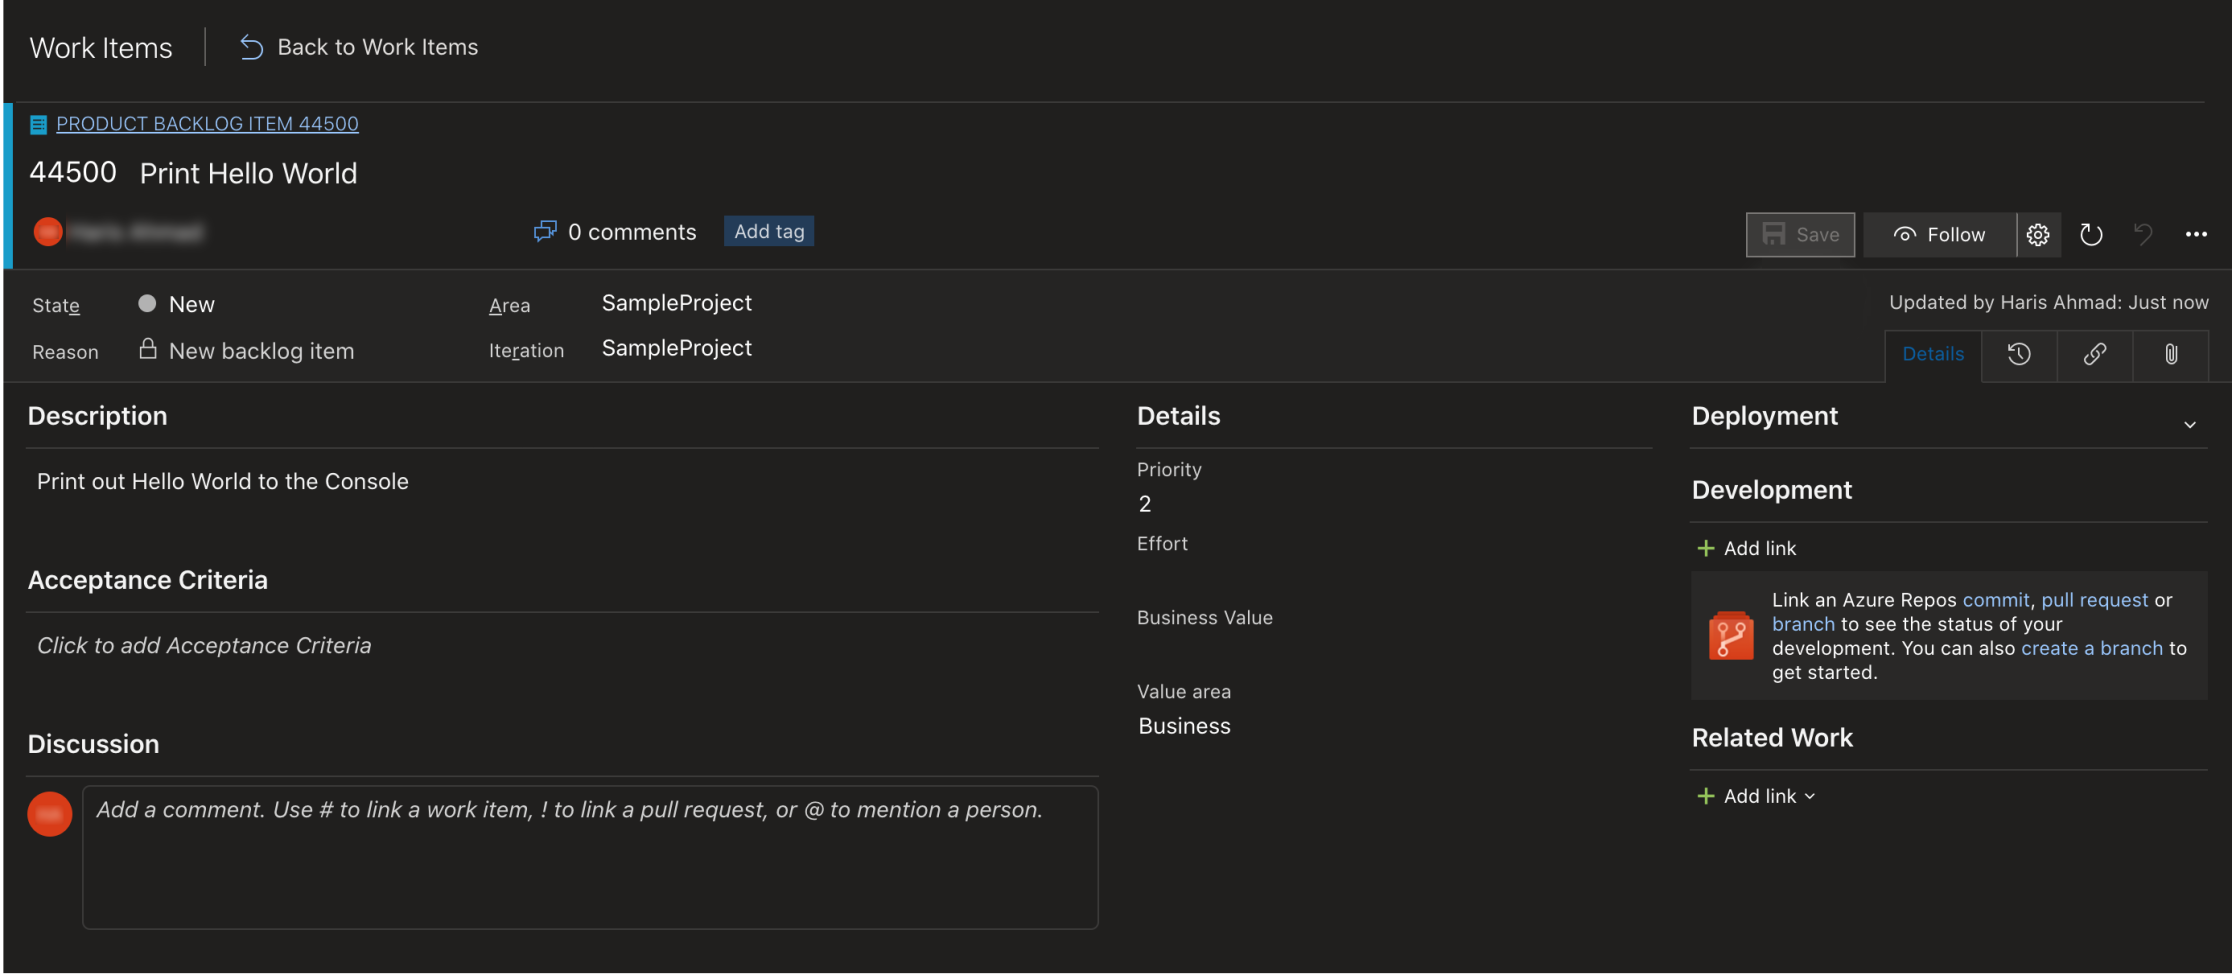 Work Items
Back to Work Items
PRODUCT BACKLOG ITEM 44500
44500 Print Hello World
0 comments
Add tag
Save
Follow
State
New
Area
SampleProject
Updated by Haris Ahmad: Just now
Reason
New backlog item
Iteration
SampleProject
Details
Description
Print out Hello World to the Console
Acceptance Criteria
Click to add Acceptance Criteria
Discussion
Add a comment. Use # to link a work item, ! to link a pull request, or @ to mention a person.
Details
Priority
2
Effort
Business Value
Value area
Business
Deployment
Development
Add link
Link an Azure Repos commit, pull request or
branch to see the status of your
development. You can also create a branch to
get started.
Related Work
Add link